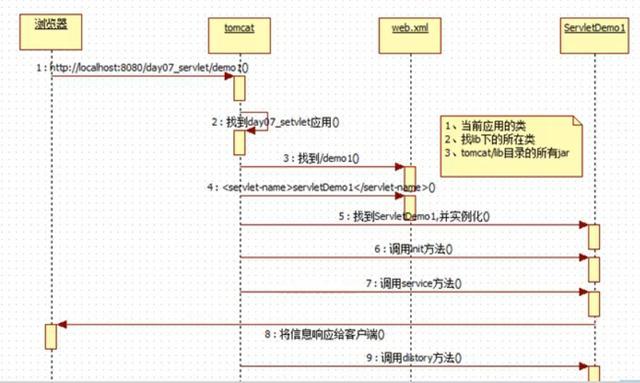 浏览器
tomcat
web.xml
ServletDemo1
1 : http://localhost:8080/day07_servlet/demo1()
2 : 找到day07_setvlet应用()
1、当前应用的类
2、找lib下的所在类
3、tomcat/lib目录的所有jar
3 : 找到/demo1()
4 : <servlet-name>servletDemo1</servlet-name>()
5 : 找到ServletDemo1,并实例化()
6 : 调用init方法()
7 : 调用service方法()
8 : 将信息响应给客户端()
9 : 调用distory方法()